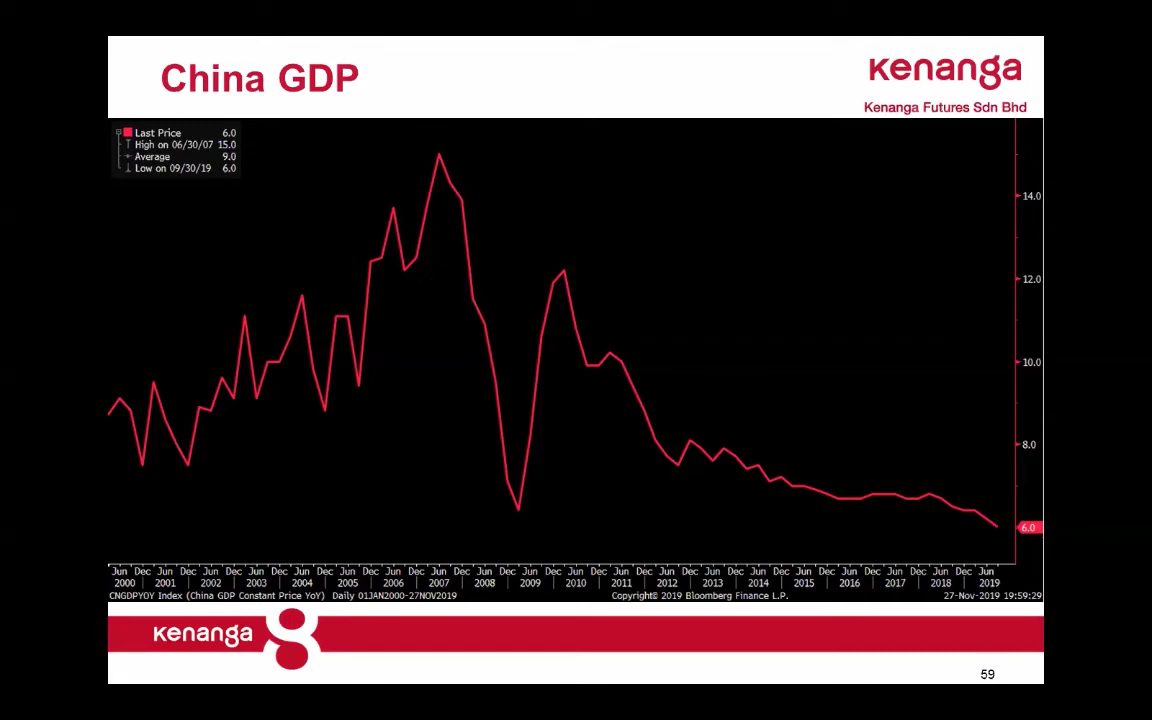 China GDP
kenanga
Kenanga Futures Sdn Bhd
Last Price 6.0
High on 06/30/07 15.0
Average 9.0
Low on 09/30/19 6.0
14.0
12.0
10.0
8.0
6.0
Jun Dec Jun Dec Jun Dec Jun Dec Jun Dec Jun Dec Jun Dec Jun Dec Jun Dec Jun Dec Jun Dec Jun Dec Jun Dec Jun Dec Jun Dec Jun Dec Jun Dec Jun Dec Jun Dec Jun
2000 2001 2002 2003 2004 2005 2006 2007 2008 2009 2010 2011 2012 2013 2014 2015 2016 2017 2018 2019
CNGDPYOY Index (China GDP Constant Price YoY) Daily 01JAN2000-27NOV2019 Copyright© 2019 Bloomberg Finance L.P. 27-Nov-2019 19:59:29
kenanga
59